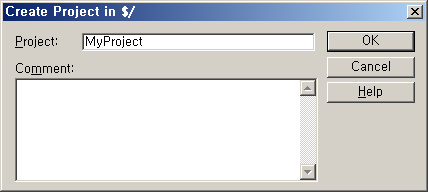 Create Project in $/
Project:
MyProject
OK
Comment:
Cancel
Help